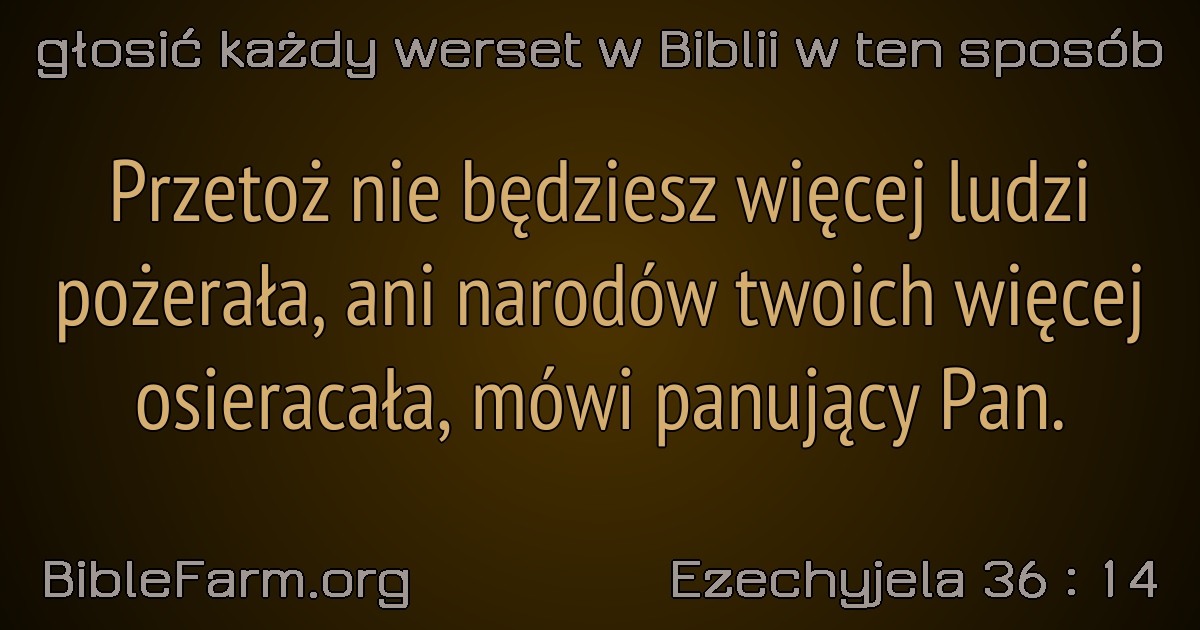 głosić każdy werset w Biblii w ten sposób
Przetoż nie będziesz więcej ludzi
pożerała, ani narodów twoich więcej
osieracała, mówi panujący Pan.
BibleFarm.org
Ezechyjela 36 : 14